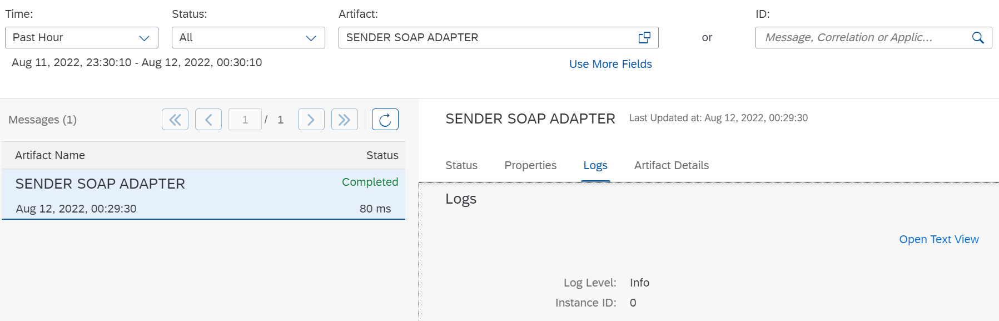 Time:
Status:
Artifact:
ID:
Past Hour
All
SENDER SOAP ADAPTER
or
Message, Correlation or Applic...
Aug 11, 2022, 23:30:10 - Aug 12, 2022, 00:30:10
Use More Fields
Messages (1)
1 / 1
Artifact Name
Status
SENDER SOAP ADAPTER
Completed
Aug 12, 2022, 00:29:30
80 ms
SENDER SOAP ADAPTER
Last Updated at: Aug 12, 2022, 00:29:30
Status
Properties
Logs
Artifact Details
Logs
Open Text View
Log Level: Info
Instance ID: 0